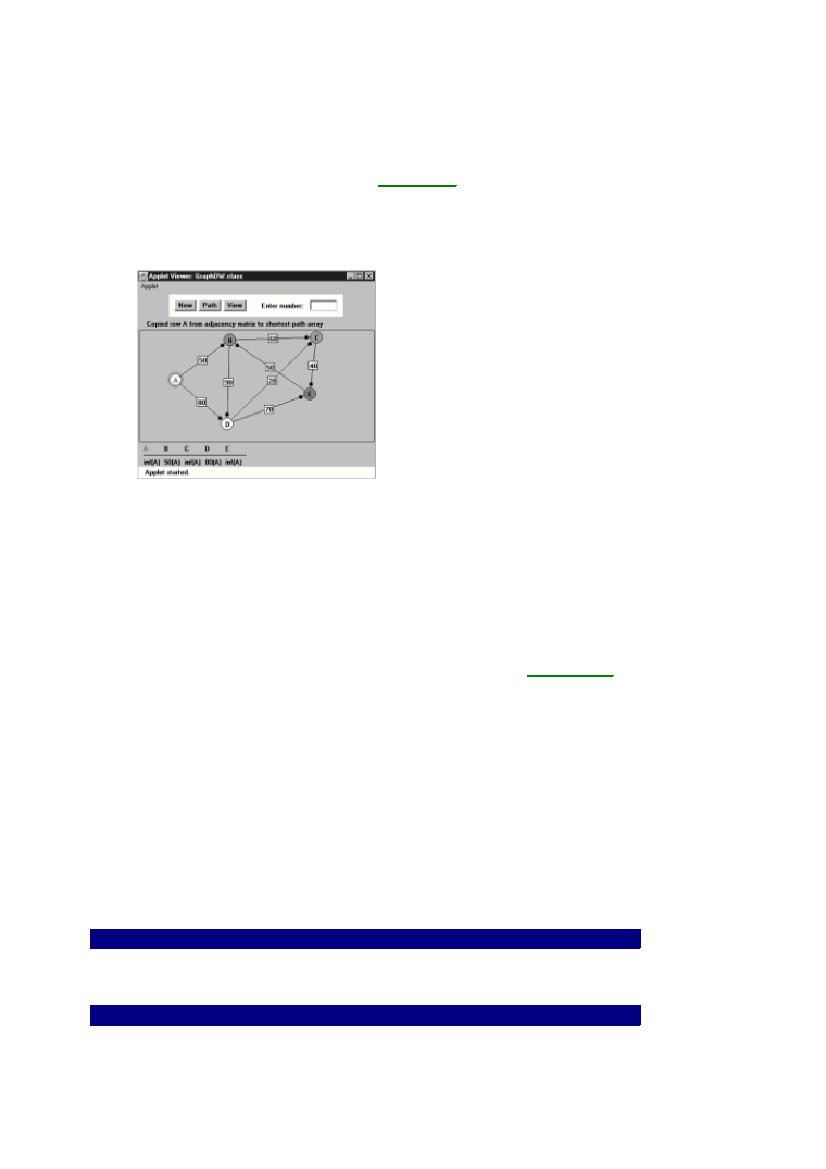 Applet Viewer: GraphDW.class
Applet
New Path View Enter number:
Copied row A from adjacency matrix to shortest-path array
B
C
50
50
40
A
90
20
80
70
D
A B C D E
inf(A) 50(A) inf(A) 80(A) inf(A)
Applet started.